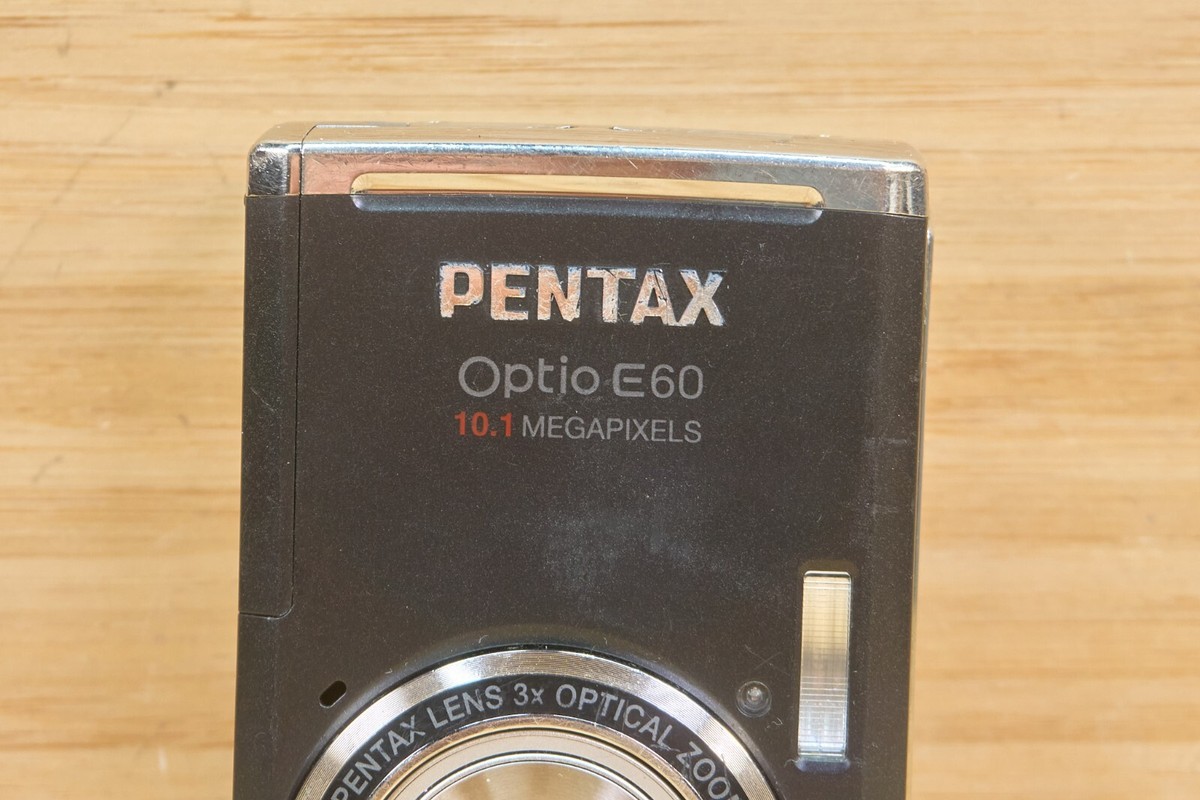 PENTAX
Optio E60
10.1 MEGAPIXELS
PENTAX LENS 3x OPTICAL ZOOM